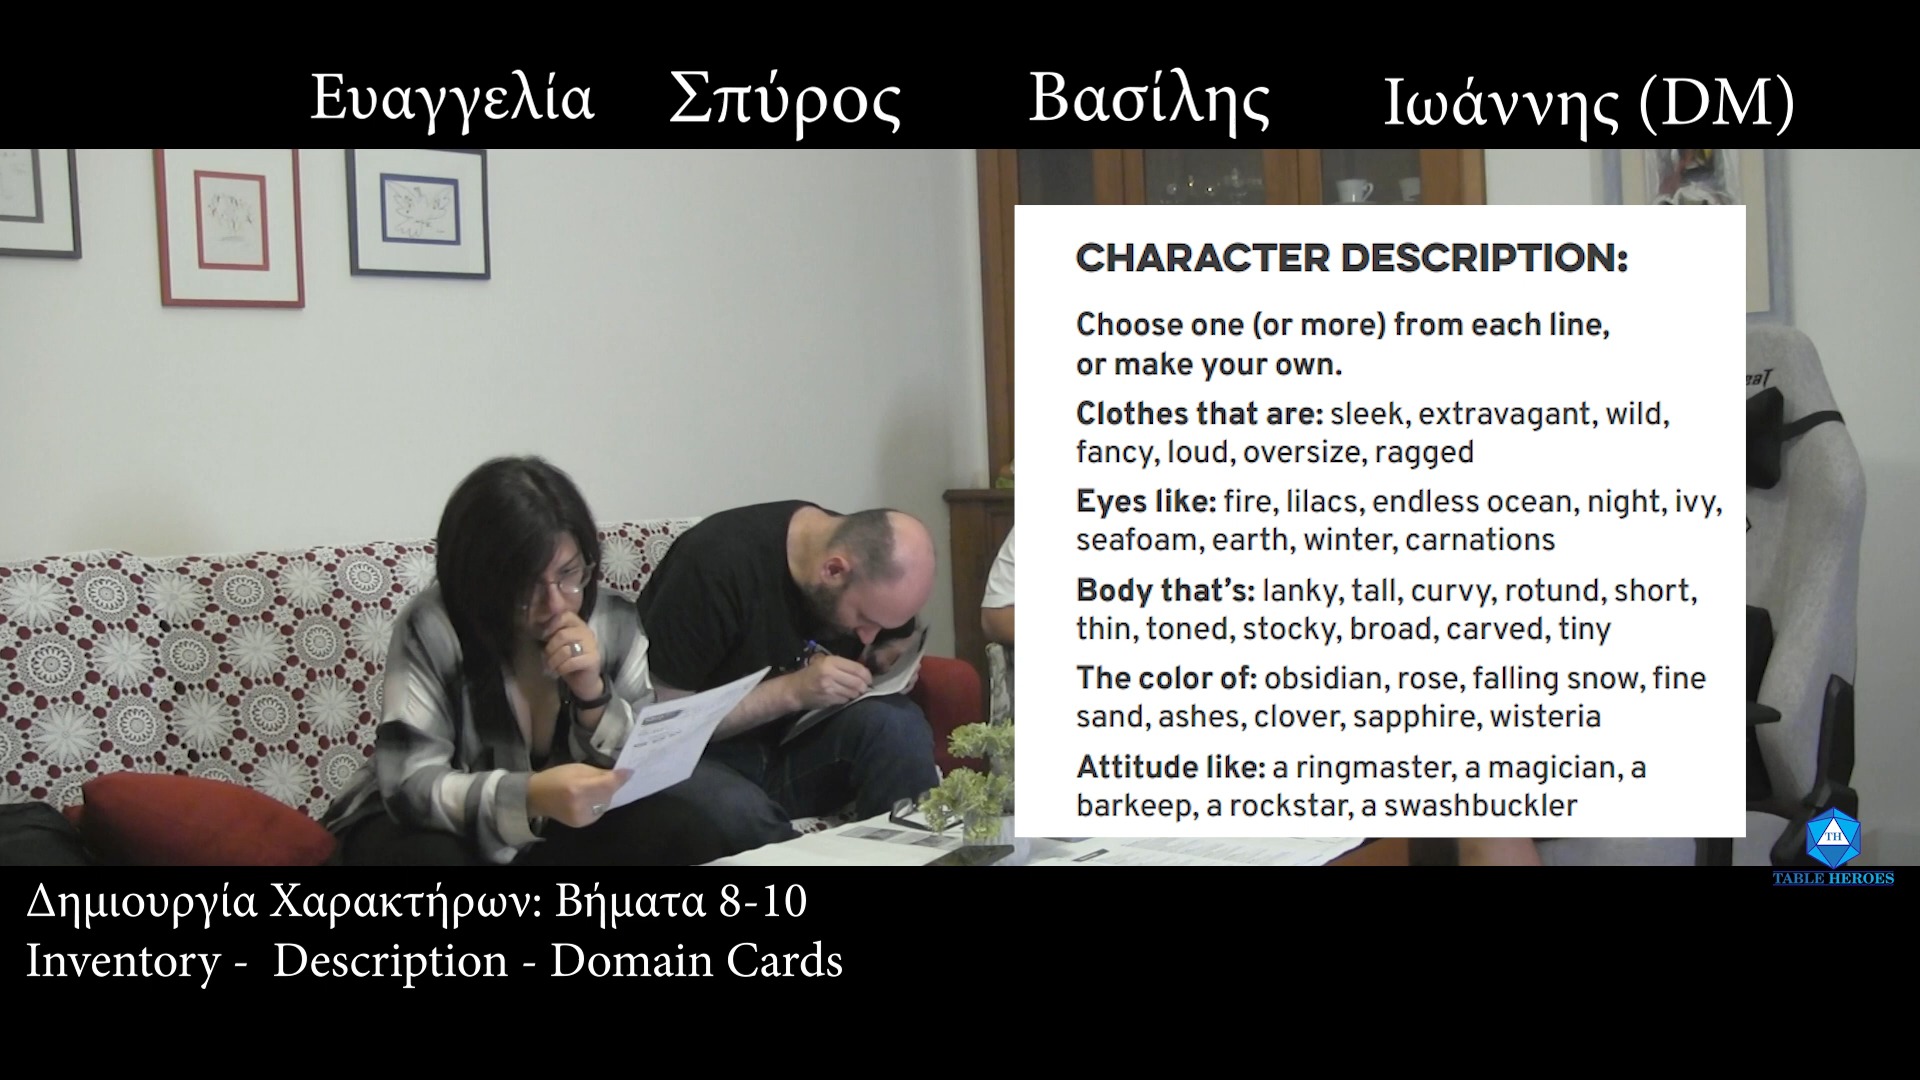 Ευαγγελία Σπύρος Βασίλης Ιωάννης (DM)
CHARACTER DESCRIPTION:
Choose one (or more) from each line,
or make your own.
Clothes that are: sleek, extravagant, wild,
fancy, loud, oversize, ragged
Eyes like: fire, lilacs, endless ocean, night, ivy,
seafoam, earth, winter, carnations
Body that's: lanky, tall, curvy, rotund, short,
thin, toned, stocky, broad, carved, tiny
The color of: obsidian, rose, falling snow, fine
sand, ashes, clover, sapphire, wisteria
Attitude like: a ringmaster, a magician, a
barkeep, a rockstar, a swashbuckler
TH
TABLE HEROES
Δημιουργία Χαρακτήρων: Βήματα 8-10
Inventory - Description - Domain Cards